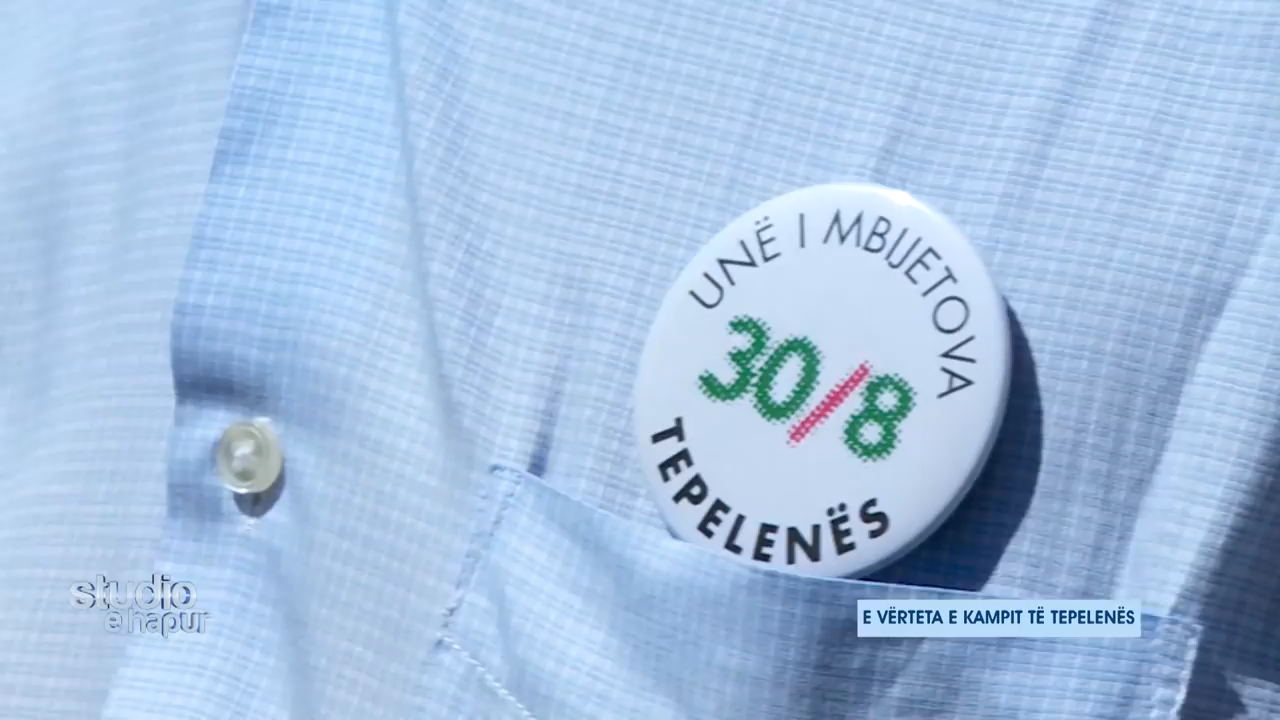 UNË I MBIJETOVA
30/8
TEPELENËS
studio
e hapur
E VËRTETA E KAMPIT TË TEPELENËS